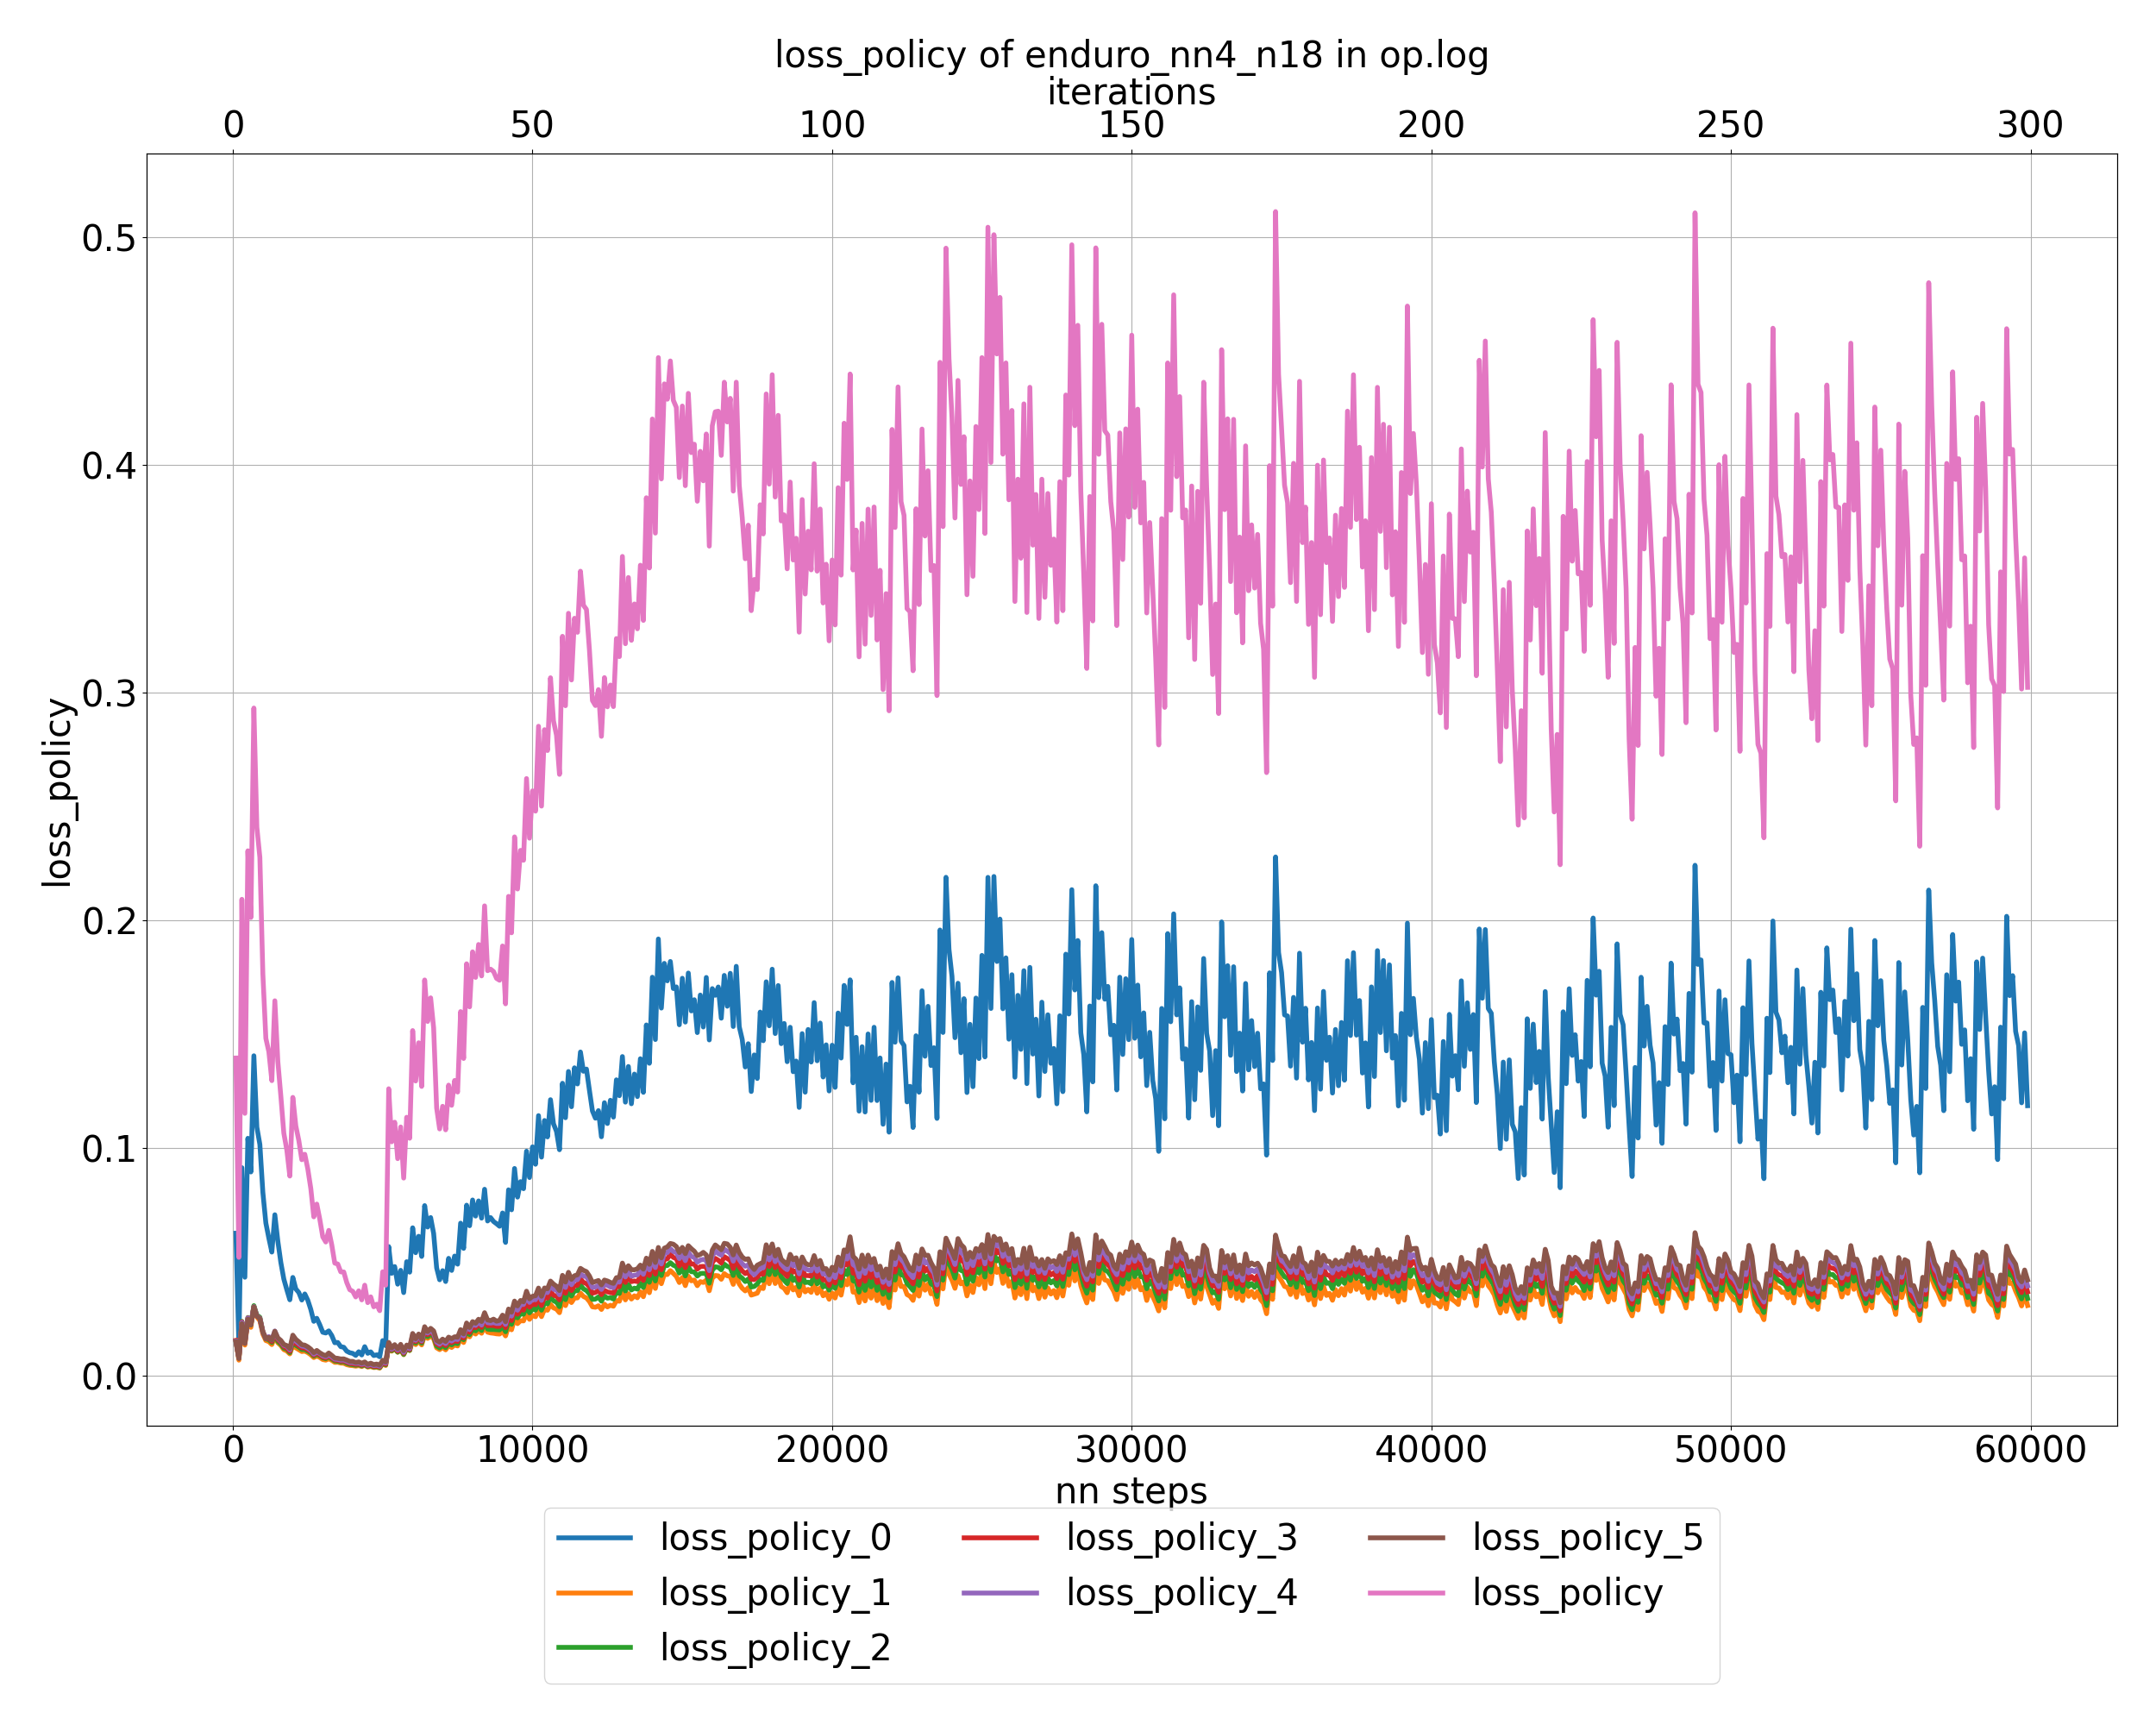 loss_policy of enduro_nn4_n18 in op.log
iterations
0 50 100 150 200 250 300
0.5
0.4
0.3
0.2
0.1
0.0
loss_policy
0 10000 20000 30000 40000 50000 60000
nn steps
loss_policy_0 loss_policy_3 loss_policy_5
loss_policy_1 loss_policy_4 loss_policy
loss_policy_2